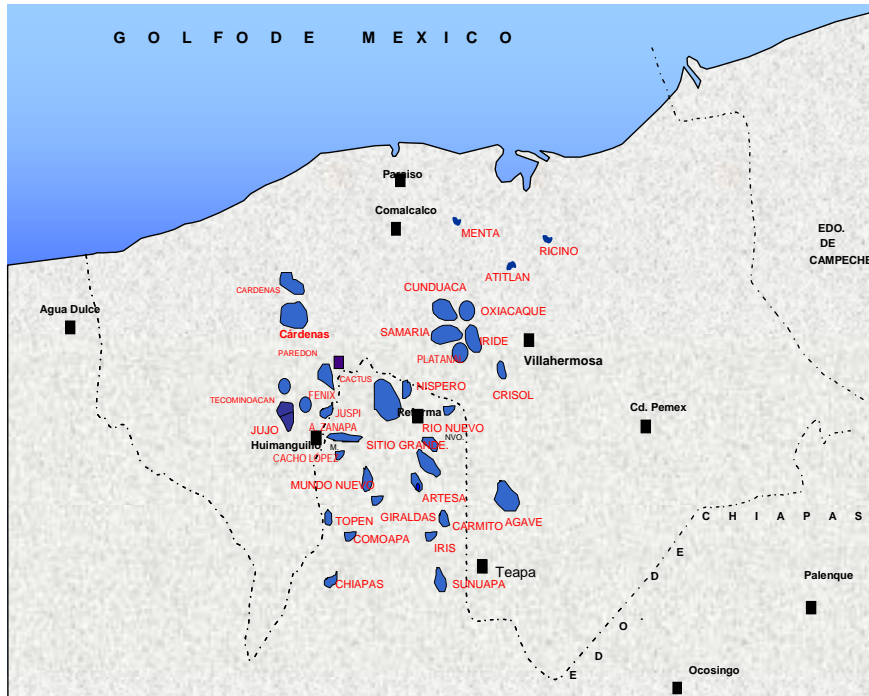 G O L F O D E M E X I C O
Paraiso
Comalcalco
MENTA
RICINO
EDO.
DE
CAMPECHE
ATITLAN
CARDENAS
CUNDUACA
Agua Dulce
OXIACAQUE
Cárdenas
SAMARIA
IRIDE
PAREDON
PLATANAL
Villahermosa
CACTUS
NISPERO
CRISOL
TECOMINOACAN
FENIX
JUSPI
Reforma
Cd. Pemex
JUJO
A. ZANAPA
RIO NUEVO
Huimanguillo
M.
SITIO GRANDE.
NVO.
CACHO LOPEZ
MUNDO NUEVO
ARTESA
TOPEN
GIRALDAS
CARMITO
AGAVE
C H I A P A S
COMOAPA
IRIS
E
Teapa
D
CHIAPAS
SUNUAPA
Palenque
O
D
E
Ocosingo